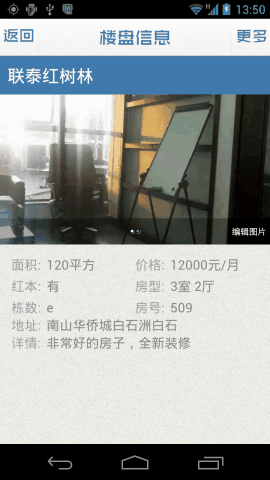 13:50
返回 楼盘信息 更多
联泰红树林
编辑图片
面积: 120平方 价格: 12000元/月
红本: 有 房型: 3室 2厅
栋数: e 房号: 509
地址: 南山华侨城白石洲白石
详情: 非常好的房子，全新装修